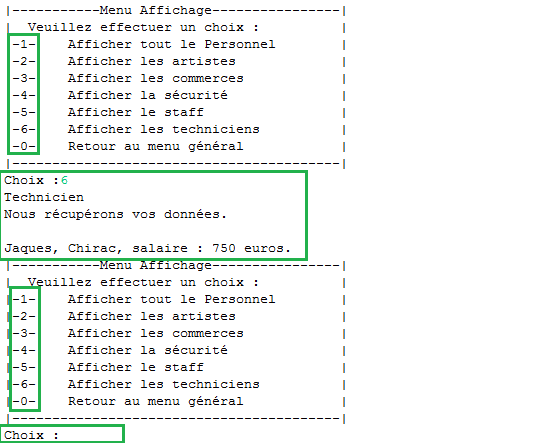 |-----------Menu Affichage----------------|
| Veuillez effectuer un choix : |
|-1- Afficher tout le Personnel |
|-2- Afficher les artistes |
|-3- Afficher les commerces |
|-4- Afficher la sécurité |
|-5- Afficher le staff |
|-6- Afficher les techniciens |
|-0- Retour au menu général |
|-----------------------------------------|
Choix :6
Technicien
Nous récupérons vos données.
Jaques, Chirac, salaire : 750 euros.
|-----------Menu Affichage----------------|
| Veuillez effectuer un choix : |
|-1- Afficher tout le Personnel |
|-2- Afficher les artistes |
|-3- Afficher les commerces |
|-4- Afficher la sécurité |
|-5- Afficher le staff |
|-6- Afficher les techniciens |
|-0- Retour au menu général |
|-----------------------------------------|
Choix :